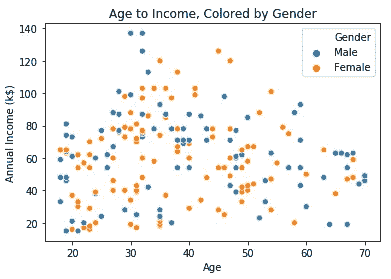 Age to Income, Colored by Gender
Gender
Male
Female
Annual Income (k$)
140
120
100
80
60
40
20
20
30
40
50
60
70
Age